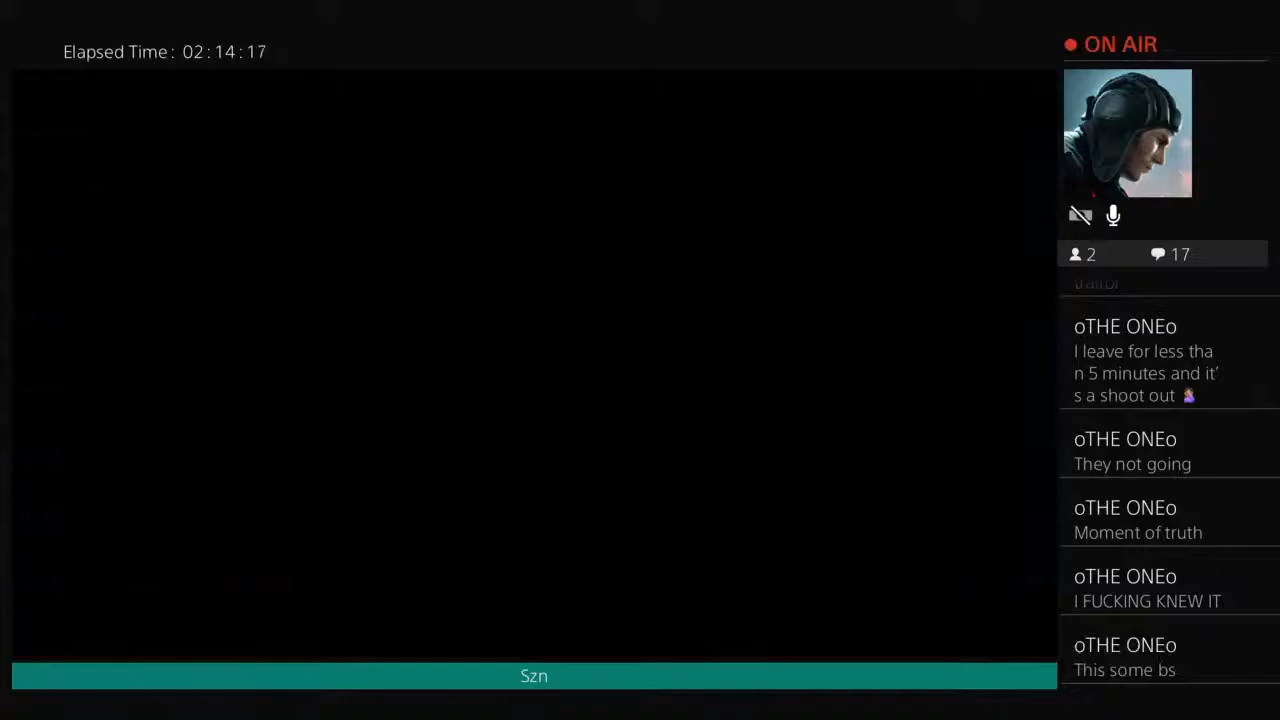 Elapsed Time: 02:14:17
ON AIR
2
17
traitor
oTHE ONEo
I leave for less tha
n 5 minutes and it'
s a shoot out
oTHE ONEo
They not going
oTHE ONEo
Moment of truth
oTHE ONEo
I FUCKING KNEW IT
oTHE ONEo
This some bs
Szn